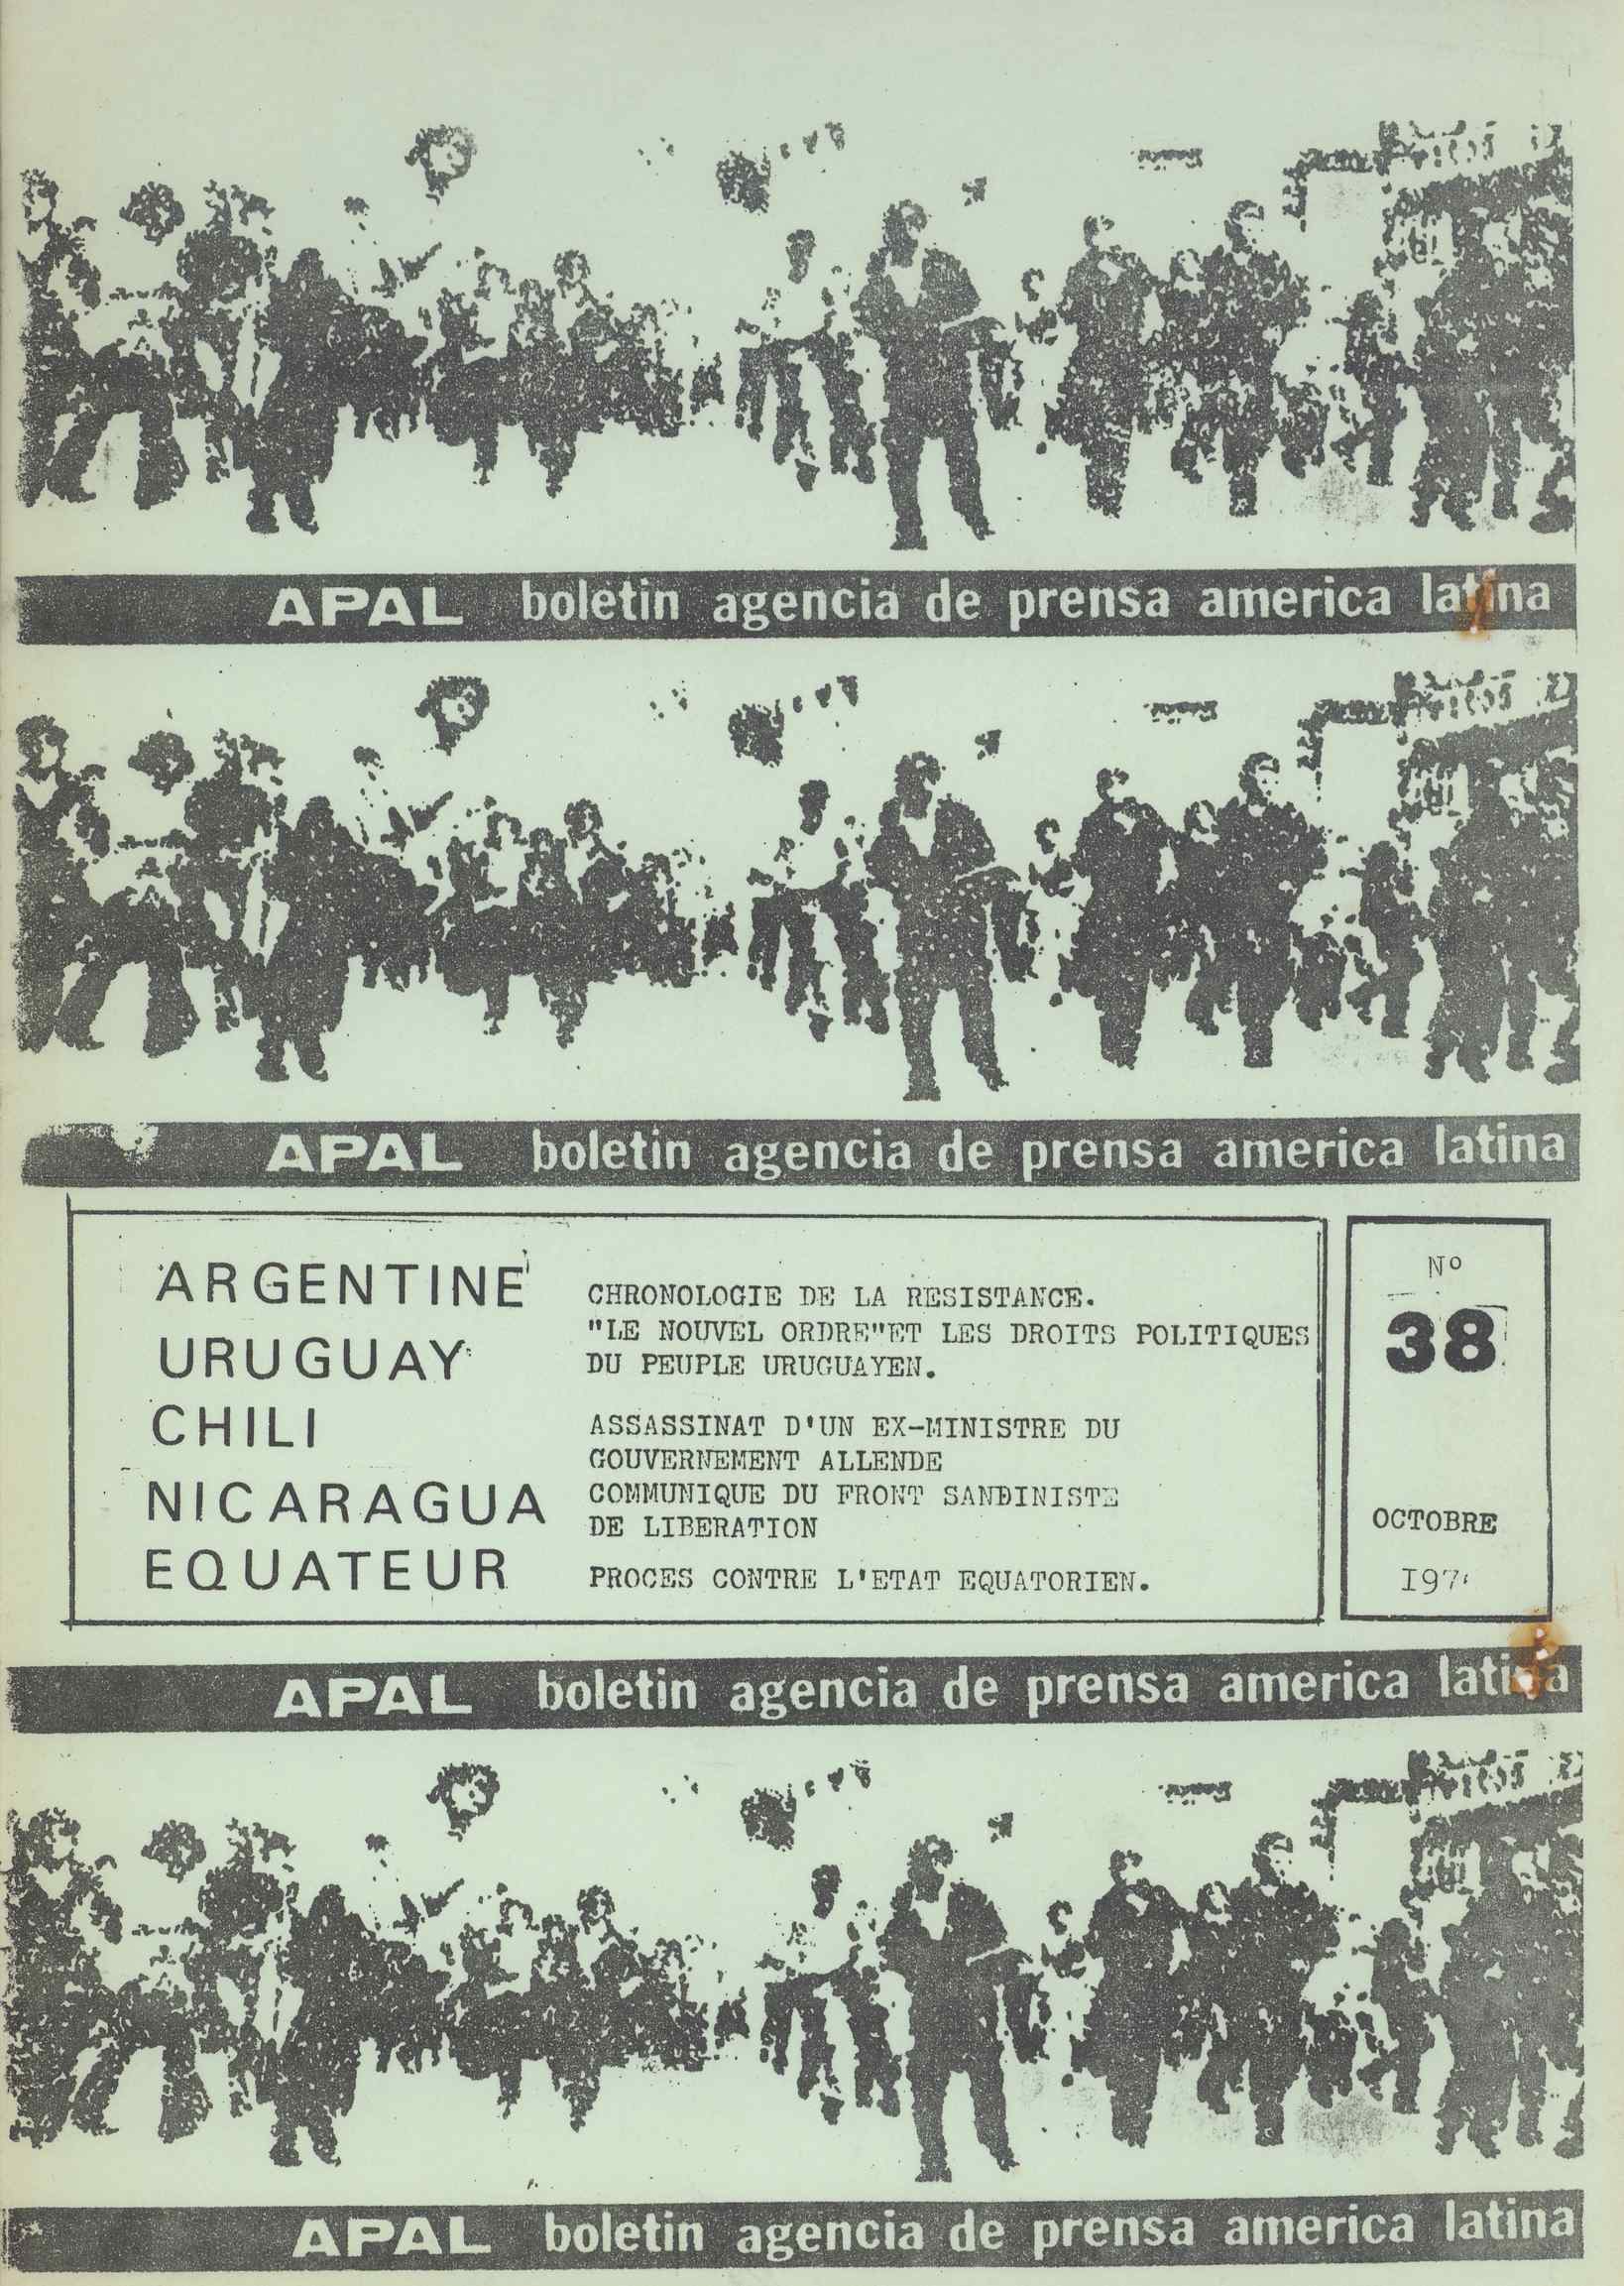 APAL boletin agencia de prensa america latina
APAL boletin agencia de prensa america latina
ARGENTINE CHRONOLOGIE DE LA RESISTANCE.
URUGUAY "LE NOUVEL ORDRE"ET LES DROITS POLITIQUES
DU PEUPLE URUGUAYEN.
CHILI ASSASSINAT D'UN EX-MINISTRE DU
GOUVERNEMENT ALLENDE
NICARAGUA COMMUNIQUE DU FRONT SANDINISTE
DE LIBERATION
EQUATEUR PROCES CONTRE L'ETAT EQUATORIEN.
Nº
38
OCTOBRE
APAL boletin agencia de prensa america latina
APAL boletin agencia de prensa america latina